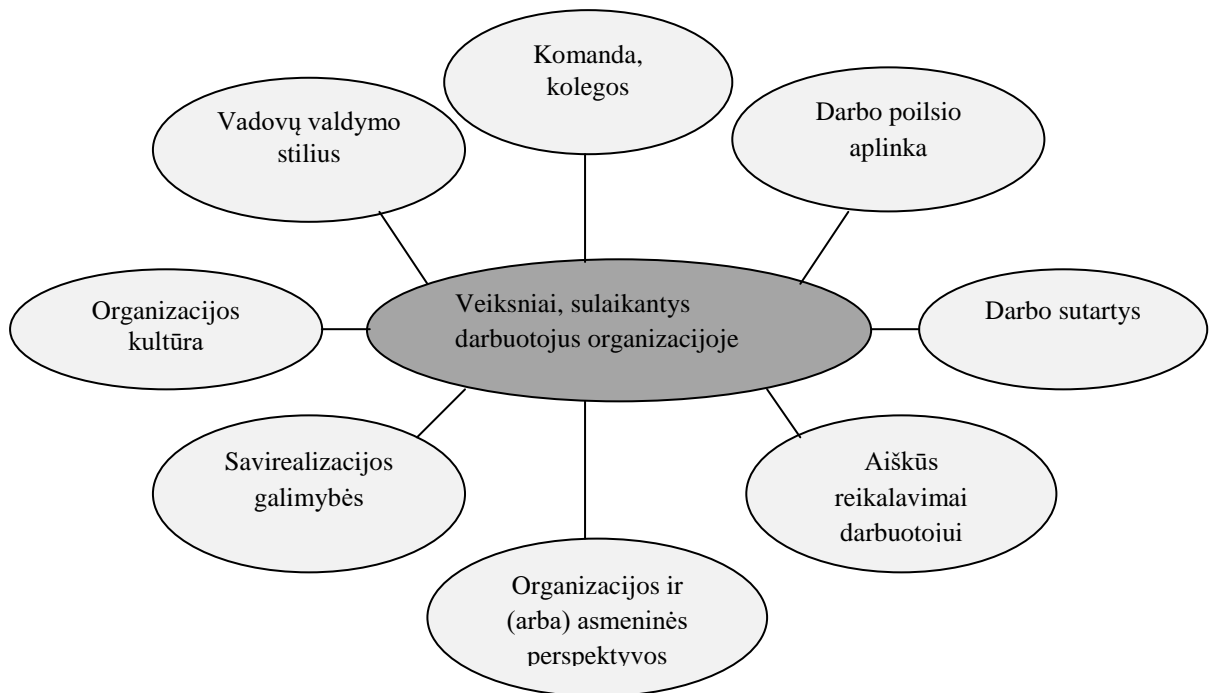 Komanda,
kolegos
Vadovų valdymo
stilius
Darbo poilsio
aplinka
Organizacijos
kultūra
Veiksniai, sulaikantys
darbuotojus organizacijoje
Darbo sutartys
Savirealizacijos
galimybės
Aiškūs
reikalavimai
darbuotojui
Organizacijos ir
(arba) asmeninės
perspektyvos